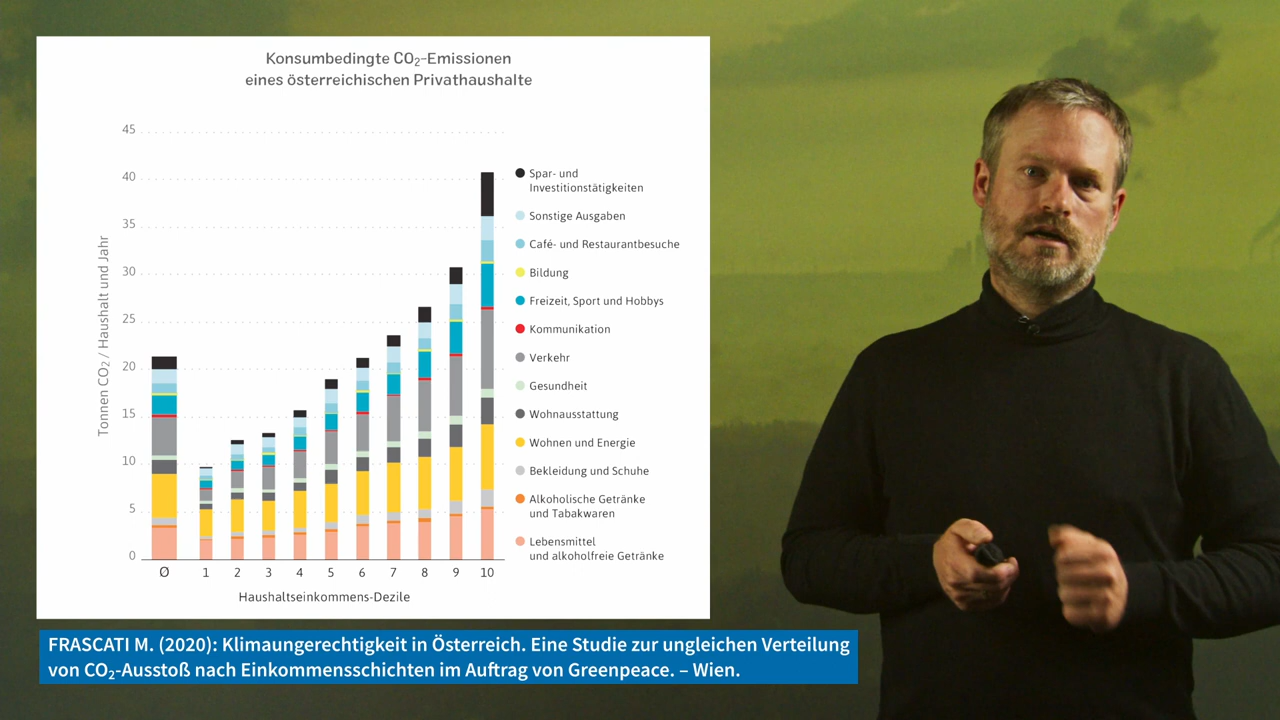 Konsumbedingte CO₂-Emissionen
eines österreichischen Privathaushalte
Tonnen CO₂ / Haushalt und Jahr
45
40
35
30
25
20
15
10
5
0
Ø 1 2 3 4 5 6 7 8 9 10
Haushaltseinkommens-Dezile
Spar- und
Investitionstätigkeiten
Sonstige Ausgaben
Café- und Restaurantbesuche
Bildung
Freizeit, Sport und Hobbys
Kommunikation
Verkehr
Gesundheit
Wohnausstattung
Wohnen und Energie
Bekleidung und Schuhe
Alkoholische Getränke
und Tabakwaren
Lebensmittel
und alkoholfreie Getränke
FRASCATI M. (2020): Klimaungerechtigkeit in Österreich. Eine Studie zur ungleichen Verteilung
von CO₂-Ausstoß nach Einkommensschichten im Auftrag von Greenpeace. – Wien.